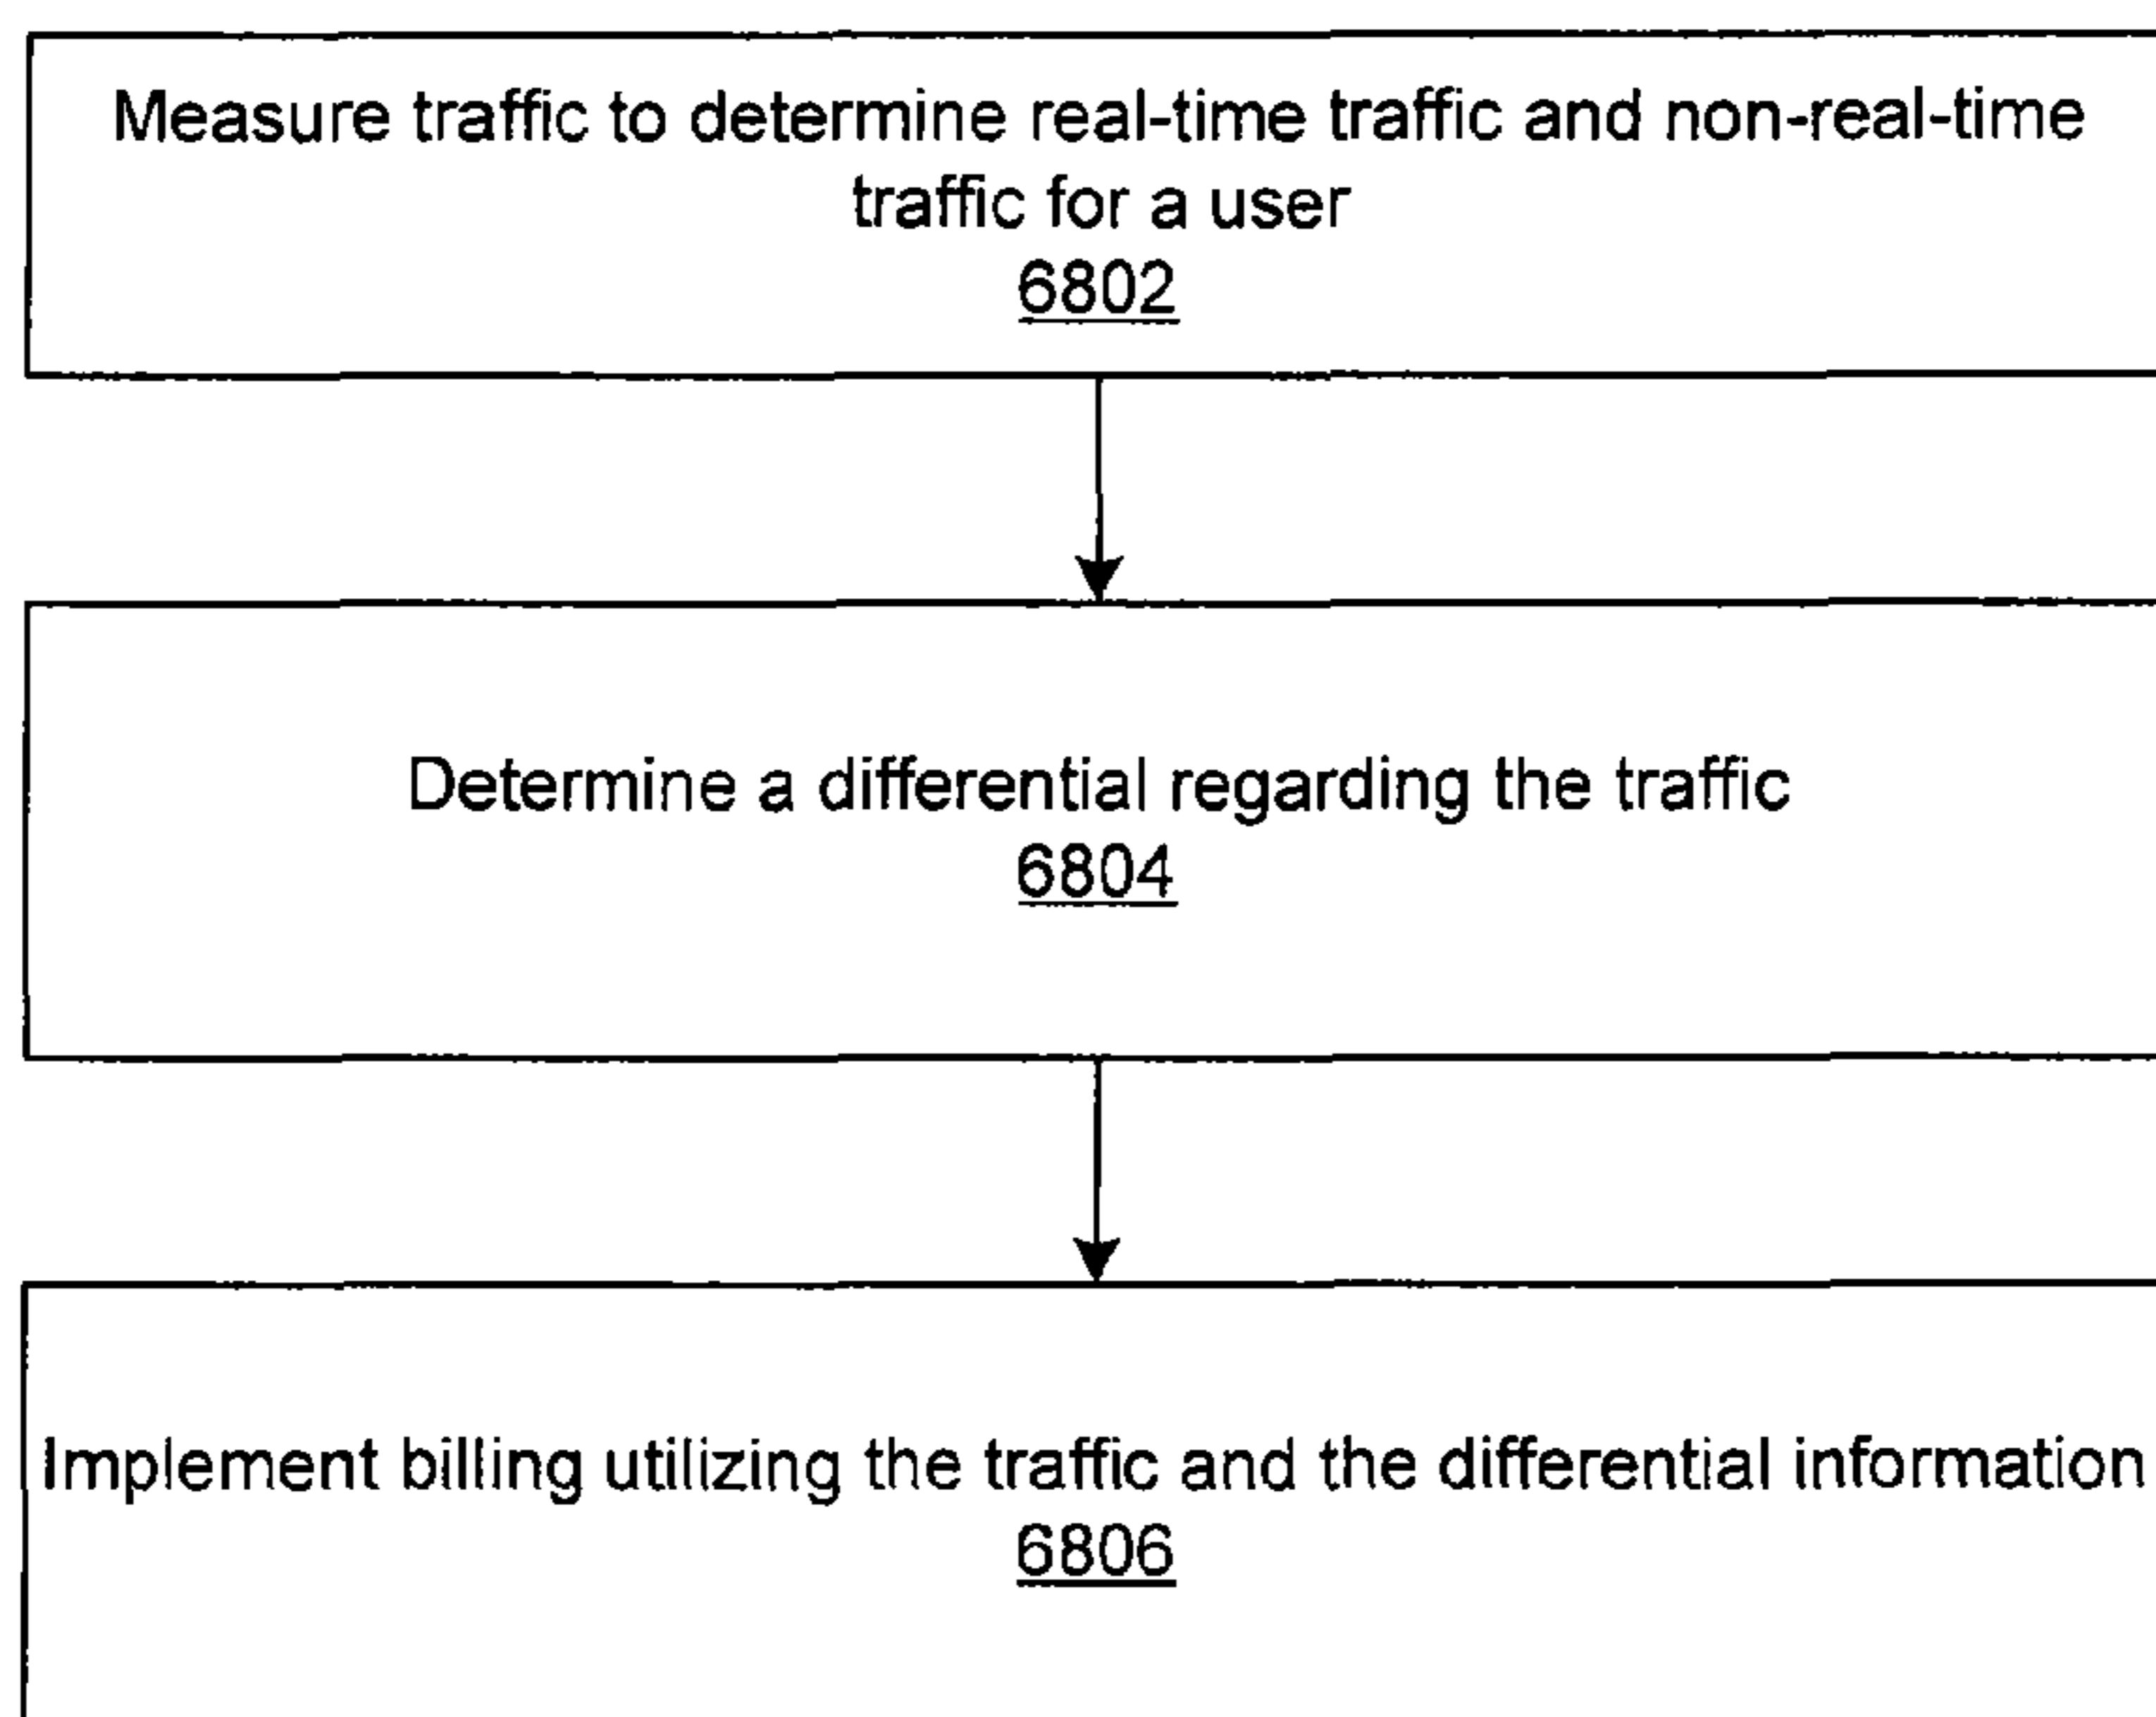 Measure traffic to determine real-time traffic and non-real-time
traffic for a user
6802
Determine a differential regarding the traffic
6804
Implement billing utilizing the traffic and the differential information
6806